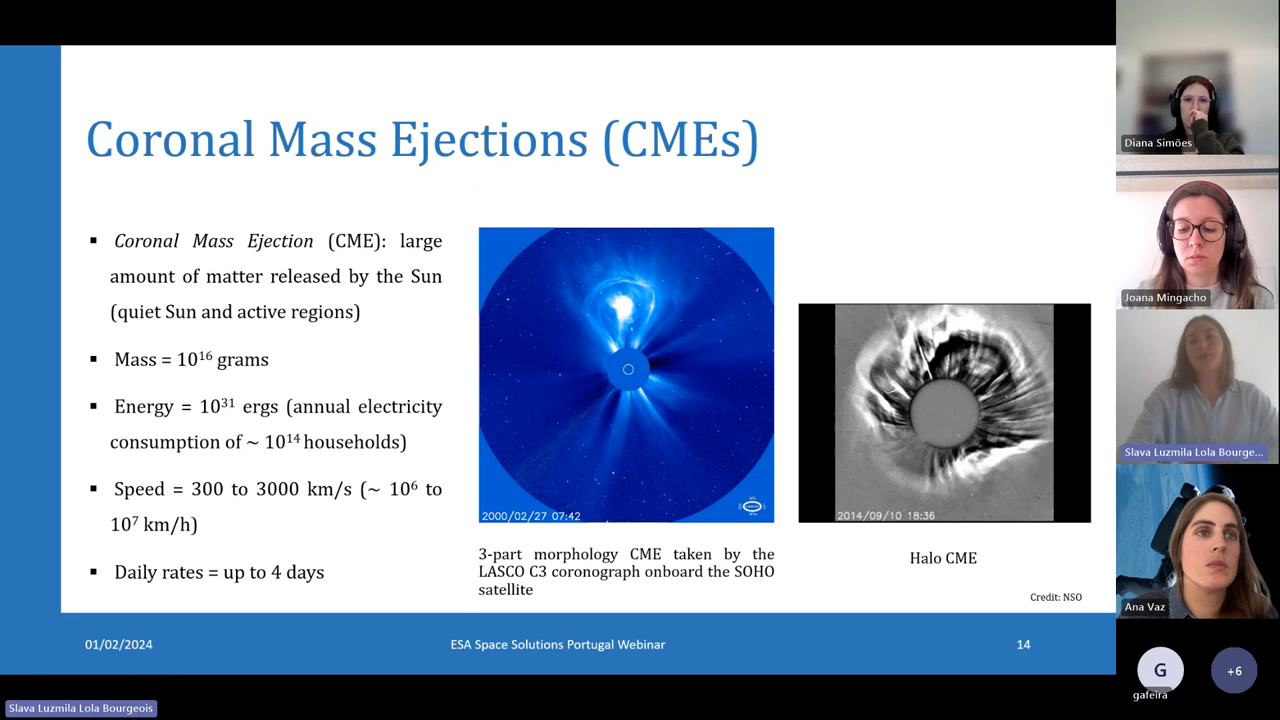 Coronal Mass Ejections (CMEs)
▪ Coronal Mass Ejection (CME): large
amount of matter released by the Sun
(quiet Sun and active regions)
▪ Mass = 10¹⁶ grams
▪ Energy = 10³¹ ergs (annual electricity
consumption of ~ 10¹⁴ households)
▪ Speed = 300 to 3000 km/s (~ 10⁶ to
10⁷ km/h)
▪ Daily rates = up to 4 days
2000/02/27 07:42
3-part morphology CME taken by the
LASCO C3 coronograph onboard the SOHO
satellite
2014/09/10 18:36
Halo CME
Credit: NSO
01/02/2024
ESA Space Solutions Portugal Webinar
14
Diana Simões
Joana Mingacho
Slava Luzmila Lola Bourge...
Ana Vaz
G
gafeira
+6
Slava Luzmila Lola Bourgeois